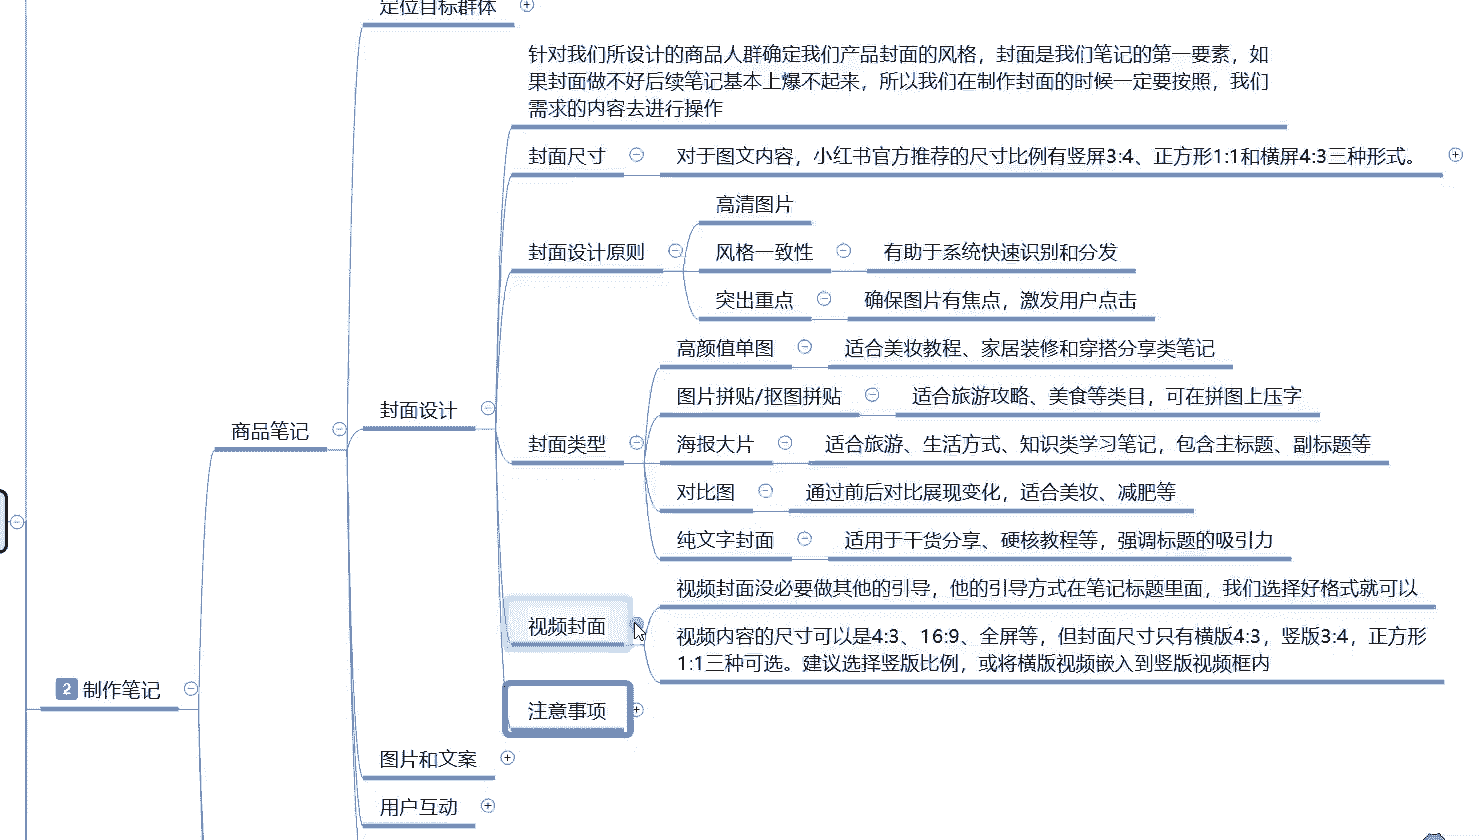 定位目标群体
针对我们所设计的商品人群确定我们产品封面的风格，封面是我们笔记的第一要素，如
果封面做不好后续笔记基本上爆不起来，所以我们在制作封面的时候一定要按照，我们
需求的内容去进行操作
封面尺寸
对于图文内容，小红书官方推荐的尺寸比例有竖屏3:4、正方形1:1和横屏4:3三种形式。
高清图片
封面设计原则
风格一致性
有助于系统快速识别和分发
突出重点
确保图片有焦点，激发用户点击
高颜值单图
适合美妆教程、家居装修和穿搭分享类笔记
图片拼贴/抠图拼贴
适合旅游攻略、美食等类目，可在拼图上压字
封面设计
商品笔记
封面类型
海报大片
适合旅游、生活方式、知识类学习笔记，包含主标题、副标题等
对比图
通过前后对比展现变化，适合美妆、减肥等
纯文字封面
适用于干货分享、硬核教程等，强调标题的吸引力
视频封面
视频封面没必要做其他的引导，他的引导方式在笔记标题里面，我们选择好格式就可以
视频内容的尺寸可以是4:3、16:9、全屏等，但封面尺寸只有横版4:3，竖版3:4，正方形
1:1三种可选。建议选择竖版比例，或将横版视频嵌入到竖版视频框内
2 制作笔记
注意事项
图片和文案
用户互动